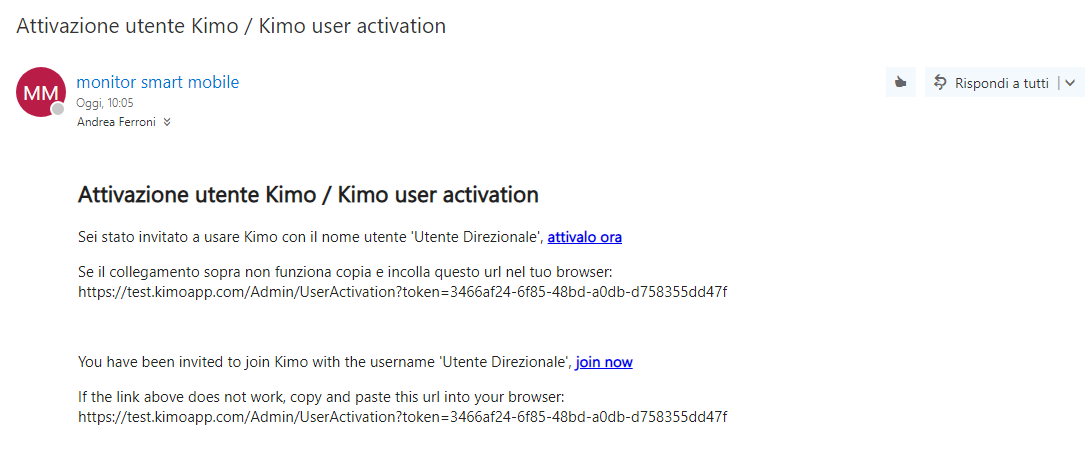 Attivazione utente Kimo / Kimo user activation
MM
monitor smart mobile
Oggi, 10:05
Andrea Ferroni
Rispondi a tutti
Attivazione utente Kimo / Kimo user activation
Sei stato invitato a usare Kimo con il nome utente 'Utente Direzionale', attivalo ora
Se il collegamento sopra non funziona copia e incolla questo url nel tuo browser:
https://test.kimoapp.com/Admin/UserActivation?token=3466af24-6f85-48bd-a0db-d758355dd47f
You have been invited to join Kimo with the username 'Utente Direzionale', join now
If the link above does not work, copy and paste this url into your browser:
https://test.kimoapp.com/Admin/UserActivation?token=3466af24-6f85-48bd-a0db-d758355dd47f